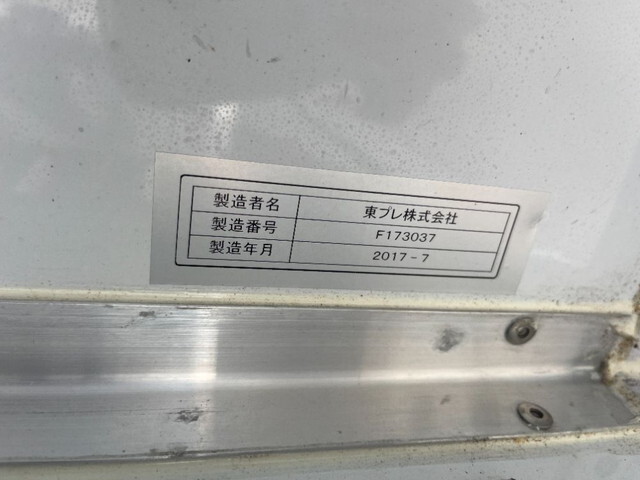 製造者名 東プレ株式会社
製造番号 F173037
製造年月 2017-7